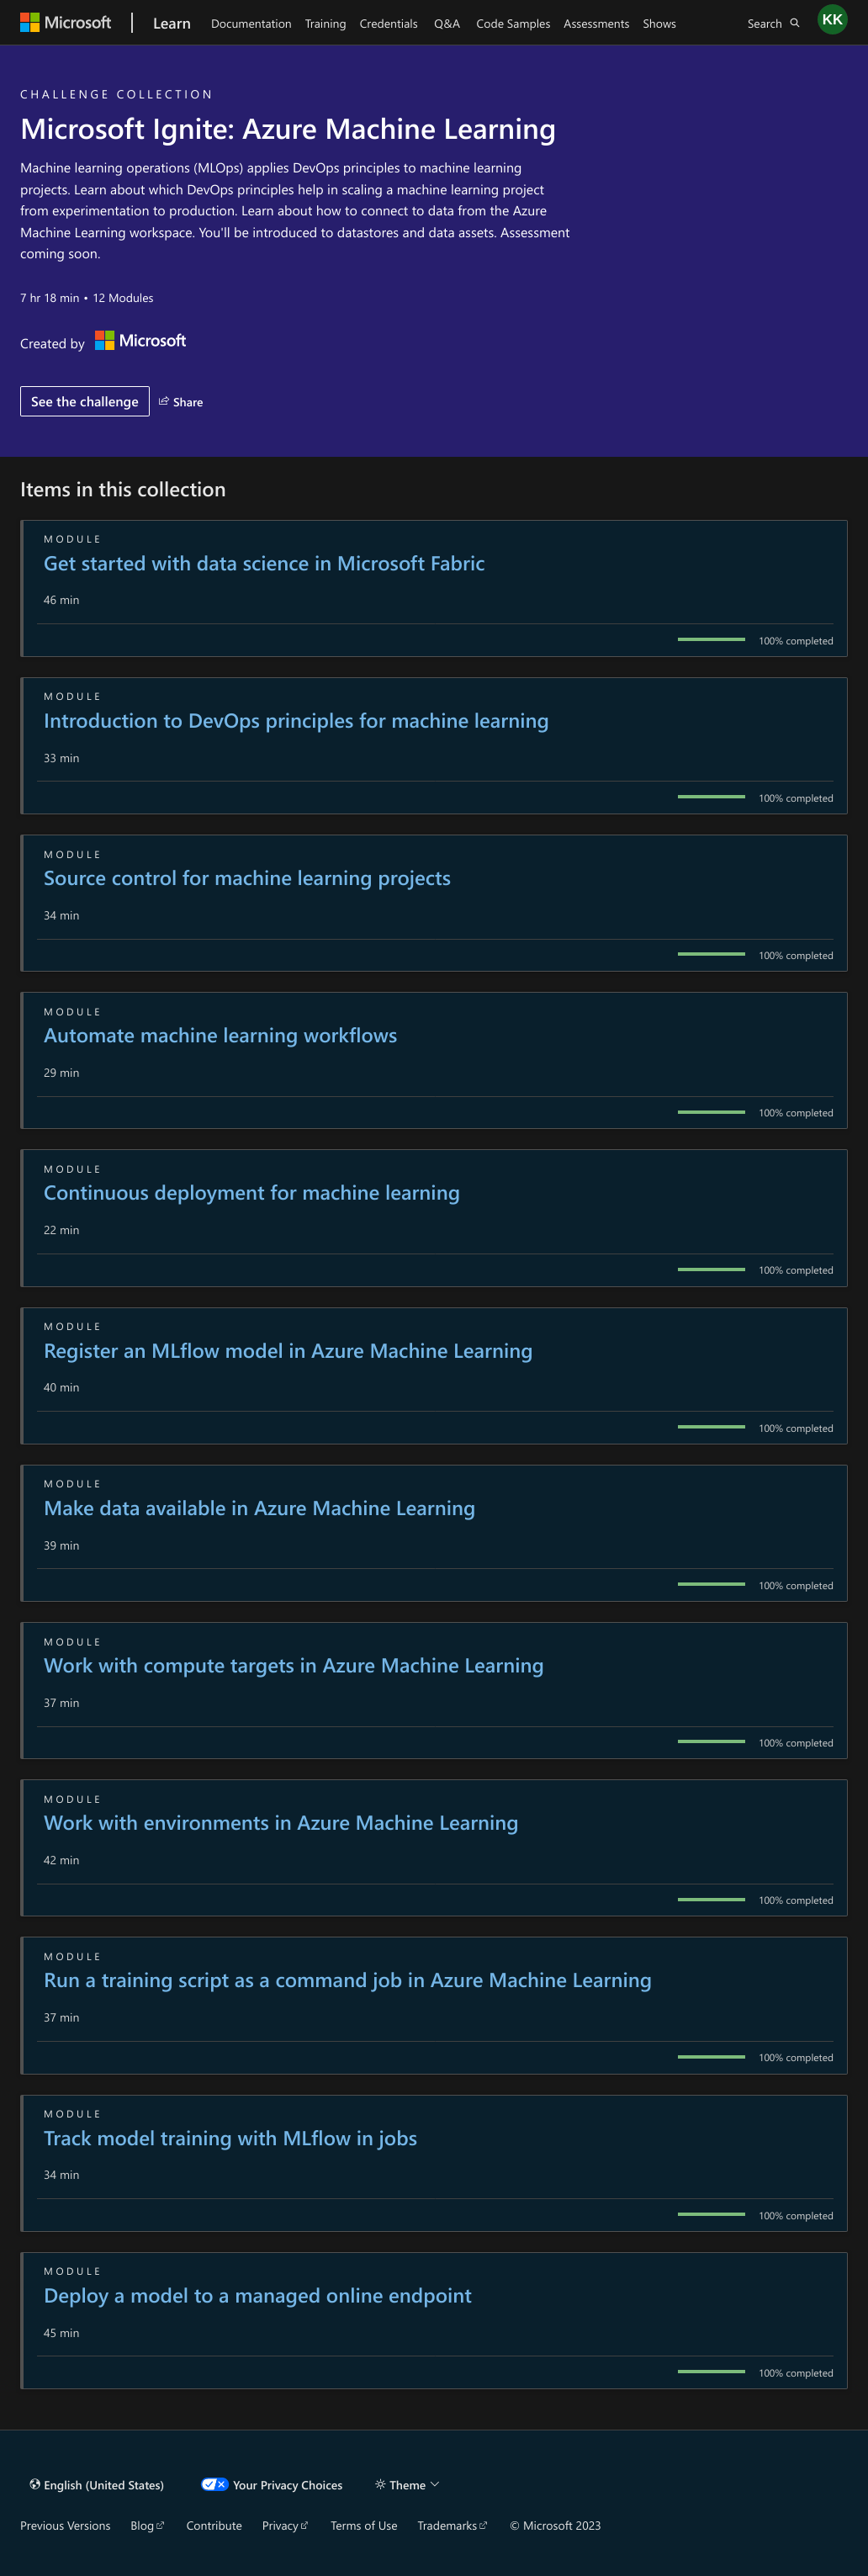 Microsoft | Learn Documentation Training Credentials Q&A Code Samples Assessments Shows Search KK
CHALLENGE COLLECTION
Microsoft Ignite: Azure Machine Learning
Machine learning operations (MLOps) applies DevOps principles to machine learning
projects. Learn about which DevOps principles help in scaling a machine learning project
from experimentation to production. Learn about how to connect to data from the Azure
Machine Learning workspace. You'll be introduced to datastores and data assets. Assessment
coming soon.
7 hr 18 min • 12 Modules
Created by Microsoft
See the challenge Share
Items in this collection
MODULE
Get started with data science in Microsoft Fabric
46 min
100% completed
MODULE
Introduction to DevOps principles for machine learning
33 min
100% completed
MODULE
Source control for machine learning projects
34 min
100% completed
MODULE
Automate machine learning workflows
29 min
100% completed
MODULE
Continuous deployment for machine learning
22 min
100% completed
MODULE
Register an MLflow model in Azure Machine Learning
40 min
100% completed
MODULE
Make data available in Azure Machine Learning
39 min
100% completed
MODULE
Work with compute targets in Azure Machine Learning
37 min
100% completed
MODULE
Work with environments in Azure Machine Learning
42 min
100% completed
MODULE
Run a training script as a command job in Azure Machine Learning
37 min
100% completed
MODULE
Track model training with MLflow in jobs
34 min
100% completed
MODULE
Deploy a model to a managed online endpoint
45 min
100% completed
English (United States) Your Privacy Choices Theme
Previous Versions Blog Contribute Privacy Terms of Use Trademarks © Microsoft 2023